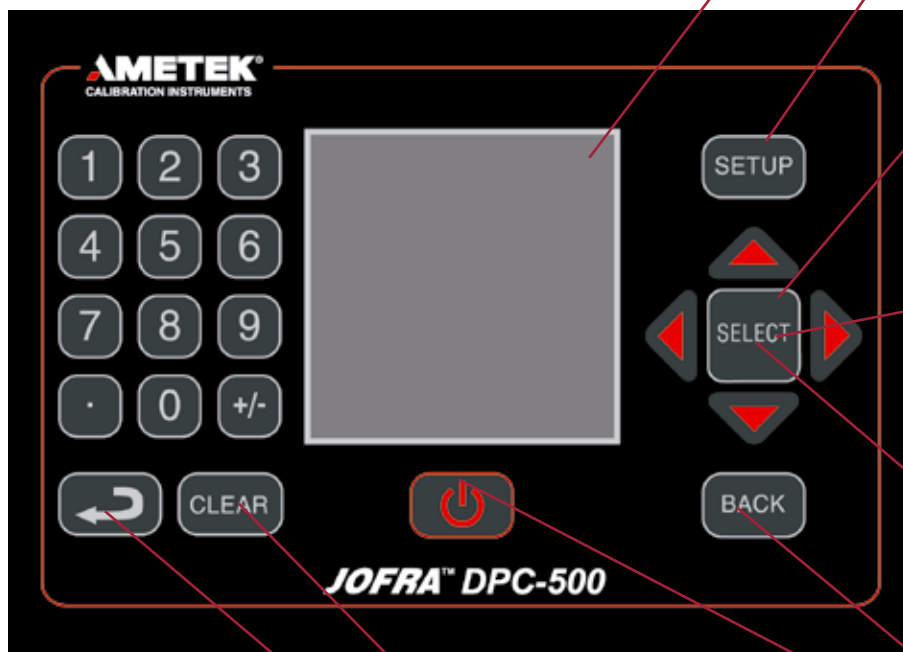 AMETEK®
CALIBRATION INSTRUMENTS
1 2 3
4 5 6
7 8 9
. 0 +/-
CLEAR
SETUP
SELECT
BACK
JOFRA™ DPC-500